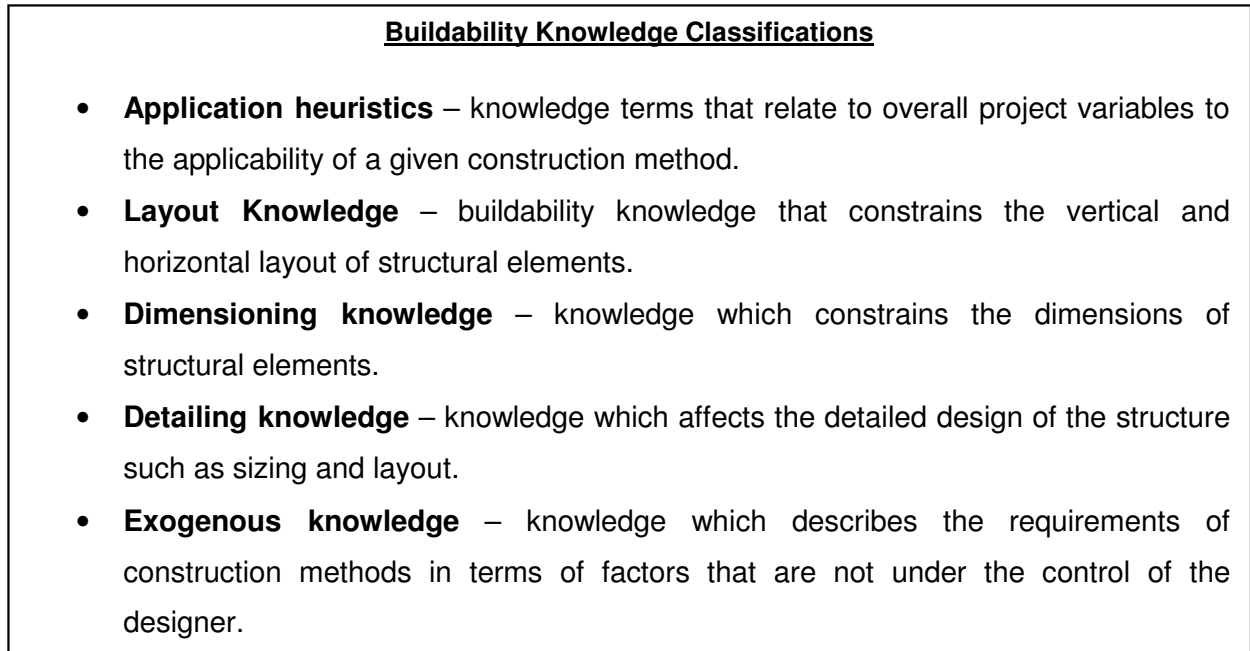 Buildability Knowledge Classifications
• Application heuristics – knowledge terms that relate to overall project variables to
the applicability of a given construction method.
• Layout Knowledge – buildability knowledge that constrains the vertical and
horizontal layout of structural elements.
• Dimensioning knowledge – knowledge which constrains the dimensions of
structural elements.
• Detailing knowledge – knowledge which affects the detailed design of the structure
such as sizing and layout.
• Exogenous knowledge – knowledge which describes the requirements of
construction methods in terms of factors that are not under the control of the
designer.